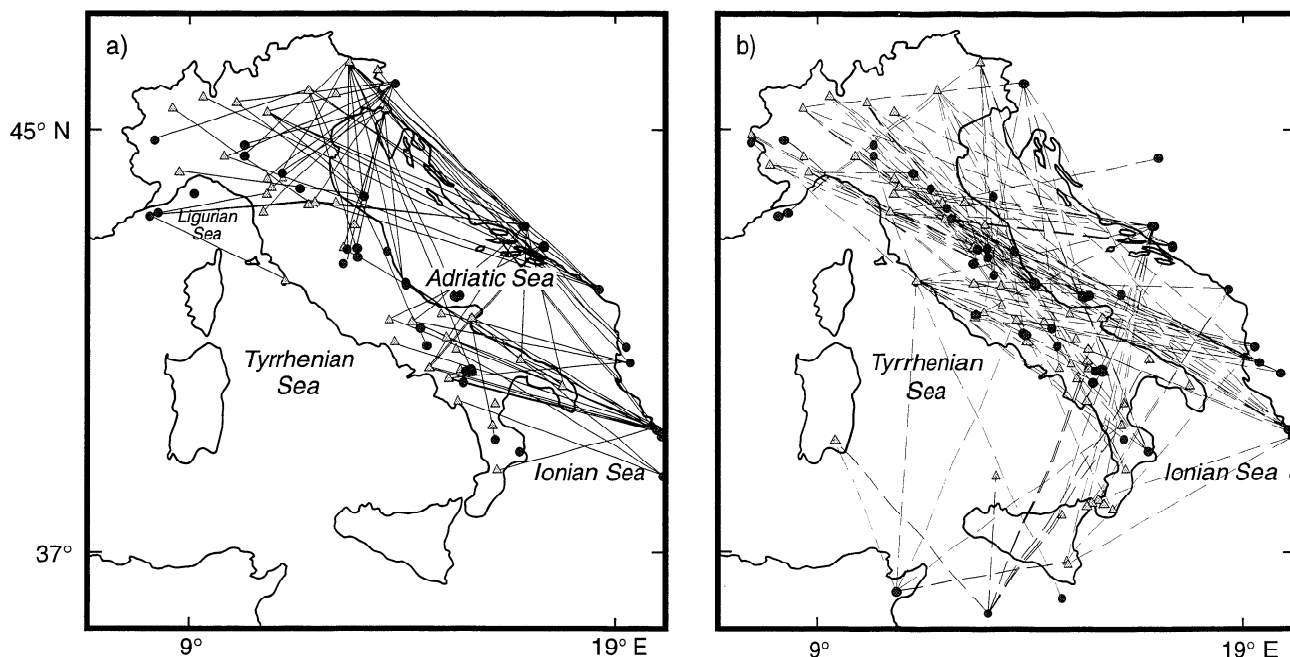 a)
45° N
Ligurian
Sea
Adriatic Sea
Tyrrhenian
Sea
Ionian Sea
37°
9°
19° E
b)
Tyrrhenian
Sea
Ionian Sea
9°
19° E